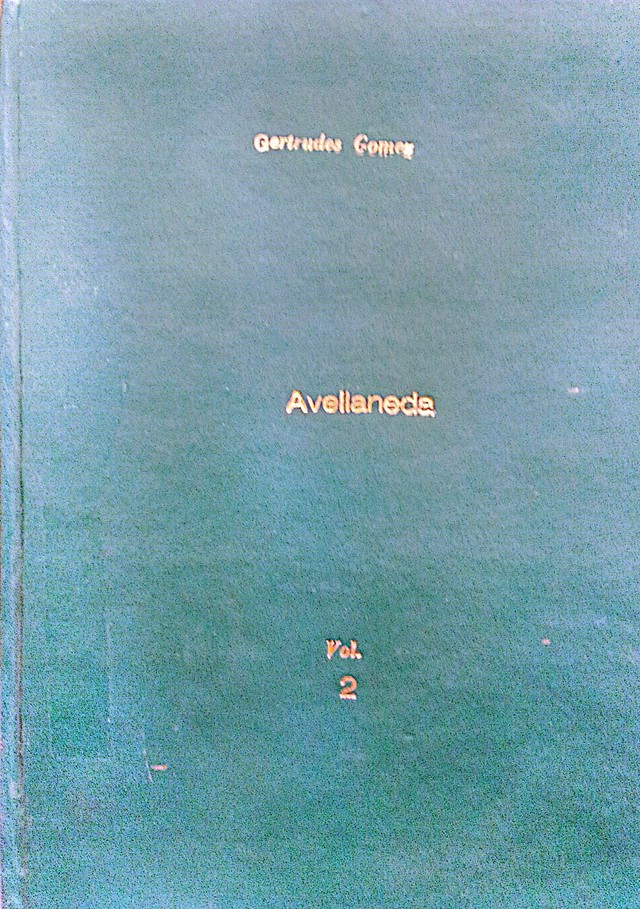 Gertrudes Gomez
Avellaneda
Vol.
2